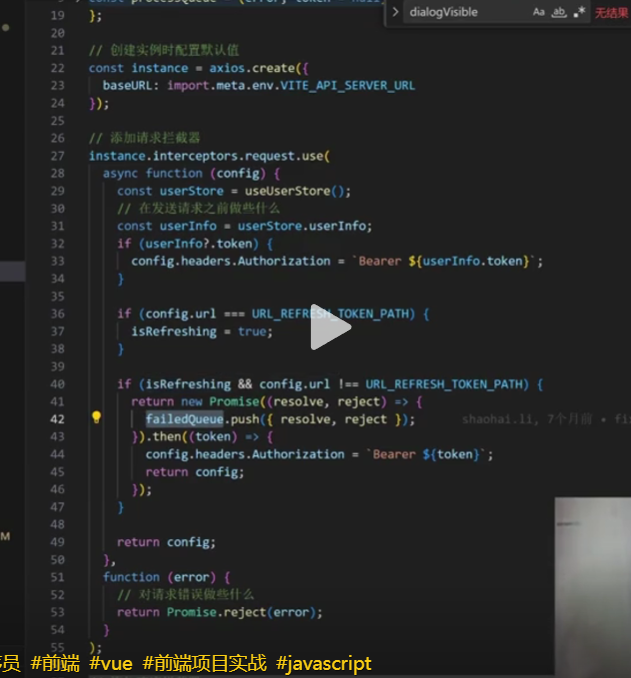 dialogVisible Aa ab .* 无结果
19 };
20
21 // 创建实例时配置默认值
22 const instance = axios.create({
23 baseURL: import.meta.env.VITE_API_SERVER_URL
24 });
25
26 // 添加请求拦截器
27 instance.interceptors.request.use(
28 async function (config) {
29 const userStore = useUserStore();
30 // 在发送请求之前做些什么
31 const userInfo = userStore.userInfo;
32 if (userInfo?.token) {
33 config.headers.Authorization = `Bearer ${userInfo.token}`;
34 }
35
36 if (config.url === URL_REFRESH_TOKEN_PATH) {
37 isRefreshing = true;
38 }
39
40 if (isRefreshing && config.url !== URL_REFRESH_TOKEN_PATH) {
41 return new Promise((resolve, reject) => {
42 failedQueue.push({ resolve, reject }); shaohai.li, 7个月前 • fi
43 }).then((token) => {
44 config.headers.Authorization = `Bearer ${token}`;
45 return config;
46 });
47 }
48
M
49 return config;
50 },
51 function (error) {
52 // 对请求错误做些什么
53 return Promise.reject(error);
54 }
55 );
序员 #前端 #vue #前端项目实战 #javascript